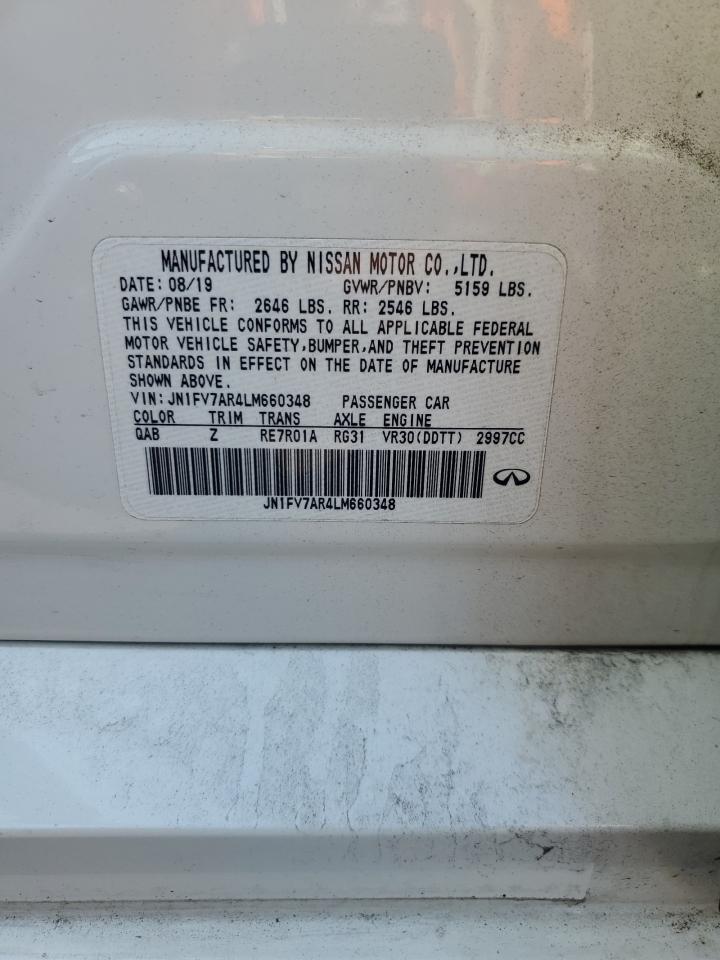 MANUFACTURED BY NISSAN MOTOR CO.,LTD.
DATE: 08/19 GVWR/PNBV: 5159 LBS.
GAWR/PNBE FR: 2646 LBS. RR: 2546 LBS.
THIS VEHICLE CONFORMS TO ALL APPLICABLE FEDERAL
MOTOR VEHICLE SAFETY,BUMPER,AND THEFT PREVENTION
STANDARDS IN EFFECT ON THE DATE OF MANUFACTURE
SHOWN ABOVE.
VIN: JN1FV7AR4LM660348 PASSENGER CAR
COLOR TRIM TRANS AXLE ENGINE
QAB Z RE7R01A RG31 VR30(DDTT) 2997CC
JN1FV7AR4LM660348